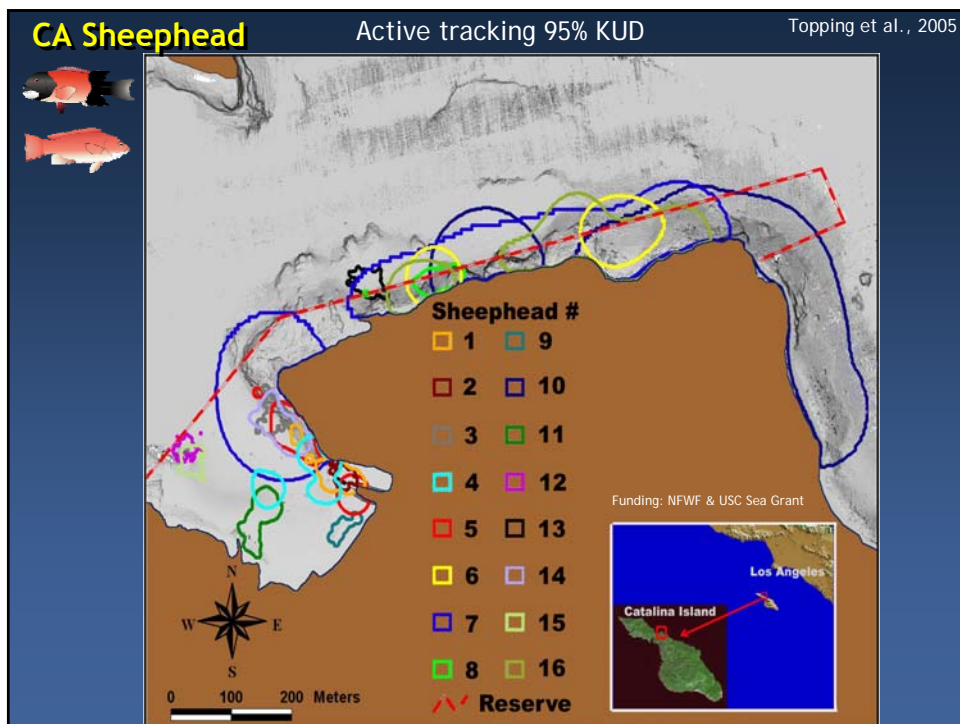 CA Sheephead
Active tracking 95% KUD
Topping et al., 2005
Sheephead #
1 9
2 10
3 11
4 12
5 13
6 14
7 15
8 16
Reserve
Funding: NFWF & USC Sea Grant
Los Angeles
Catalina Island
N
W E
S
0 100 200 Meters